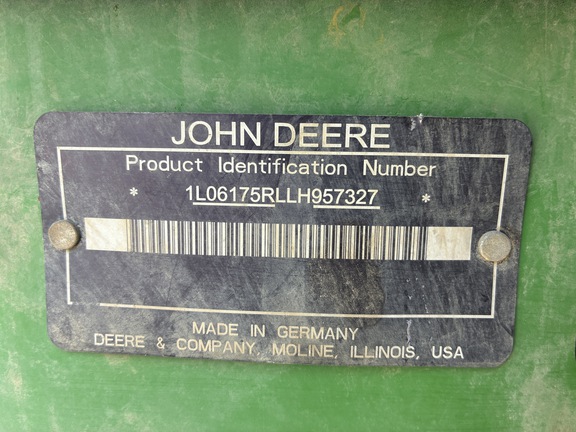 JOHN DEERE
Product Identification Number
* 1L06175RLLH957327 *
MADE IN GERMANY
DEERE & COMPANY, MOLINE, ILLINOIS, USA